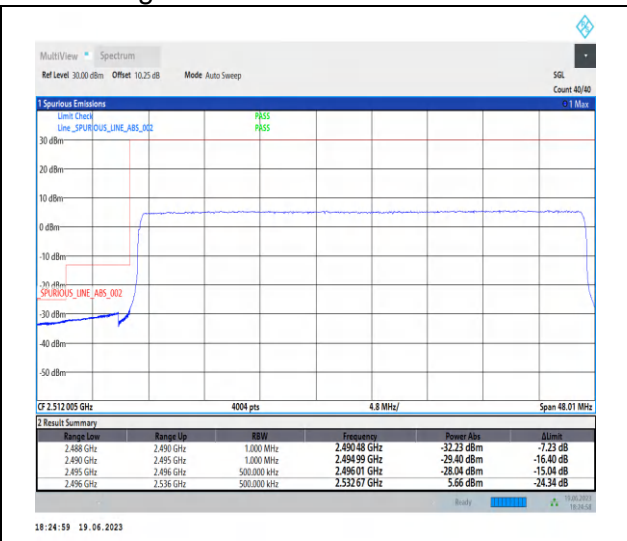 MultiView Spectrum
Ref Level 30.00 dBm Offset 10.25 dB Mode Auto Sweep SGL
Count 40/40
1 Spurious Emissions 1 Max
Limit Check PASS
Line _SPURIOUS_LINE_ABS_002 PASS
30 dBm
20 dBm
10 dBm
0 dBm
-10 dBm
-20 dBm
_SPURIOUS_LINE_ABS_002
-30 dBm
-40 dBm
-50 dBm
CF 2.512 005 GHz 4004 pts 4.8 MHz/ Span 48.01 MHz
2 Result Summary
Range Low Range Up RBW Frequency Power Abs ΔLimit
2.488 GHz 2.490 GHz 1.000 MHz 2.490 48 GHz -32.23 dBm -7.23 dB
2.490 GHz 2.495 GHz 1.000 MHz 2.494 99 GHz -29.40 dBm -16.40 dB
2.495 GHz 2.496 GHz 500.000 kHz 2.496 01 GHz -28.04 dBm -15.04 dB
2.496 GHz 2.536 GHz 500.000 kHz 2.532 67 GHz 5.66 dBm -24.34 dB
Ready
18:24:59 19.06.2023